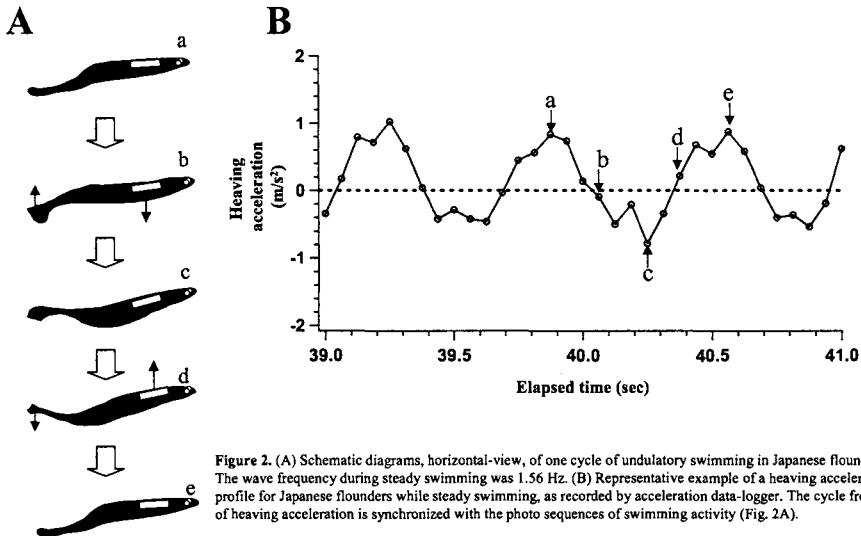 A
B
a
b
c
d
e
2
1
0
-1
-2
Heaving
acceleration
(m/s²)
a
b
c
d
e
39.0
39.5
40.0
40.5
41.0
Elapsed time (sec)
Figure 2. (A) Schematic diagrams, horizontal-view, of one cycle of undulatory swimming in Japanese floun
The wave frequency during steady swimming was 1.56 Hz. (B) Representative example of a heaving acceler
profile for Japanese flounders while steady swimming, as recorded by acceleration data-logger. The cycle fre
of heaving acceleration is synchronized with the photo sequences of swimming activity (Fig. 2A).